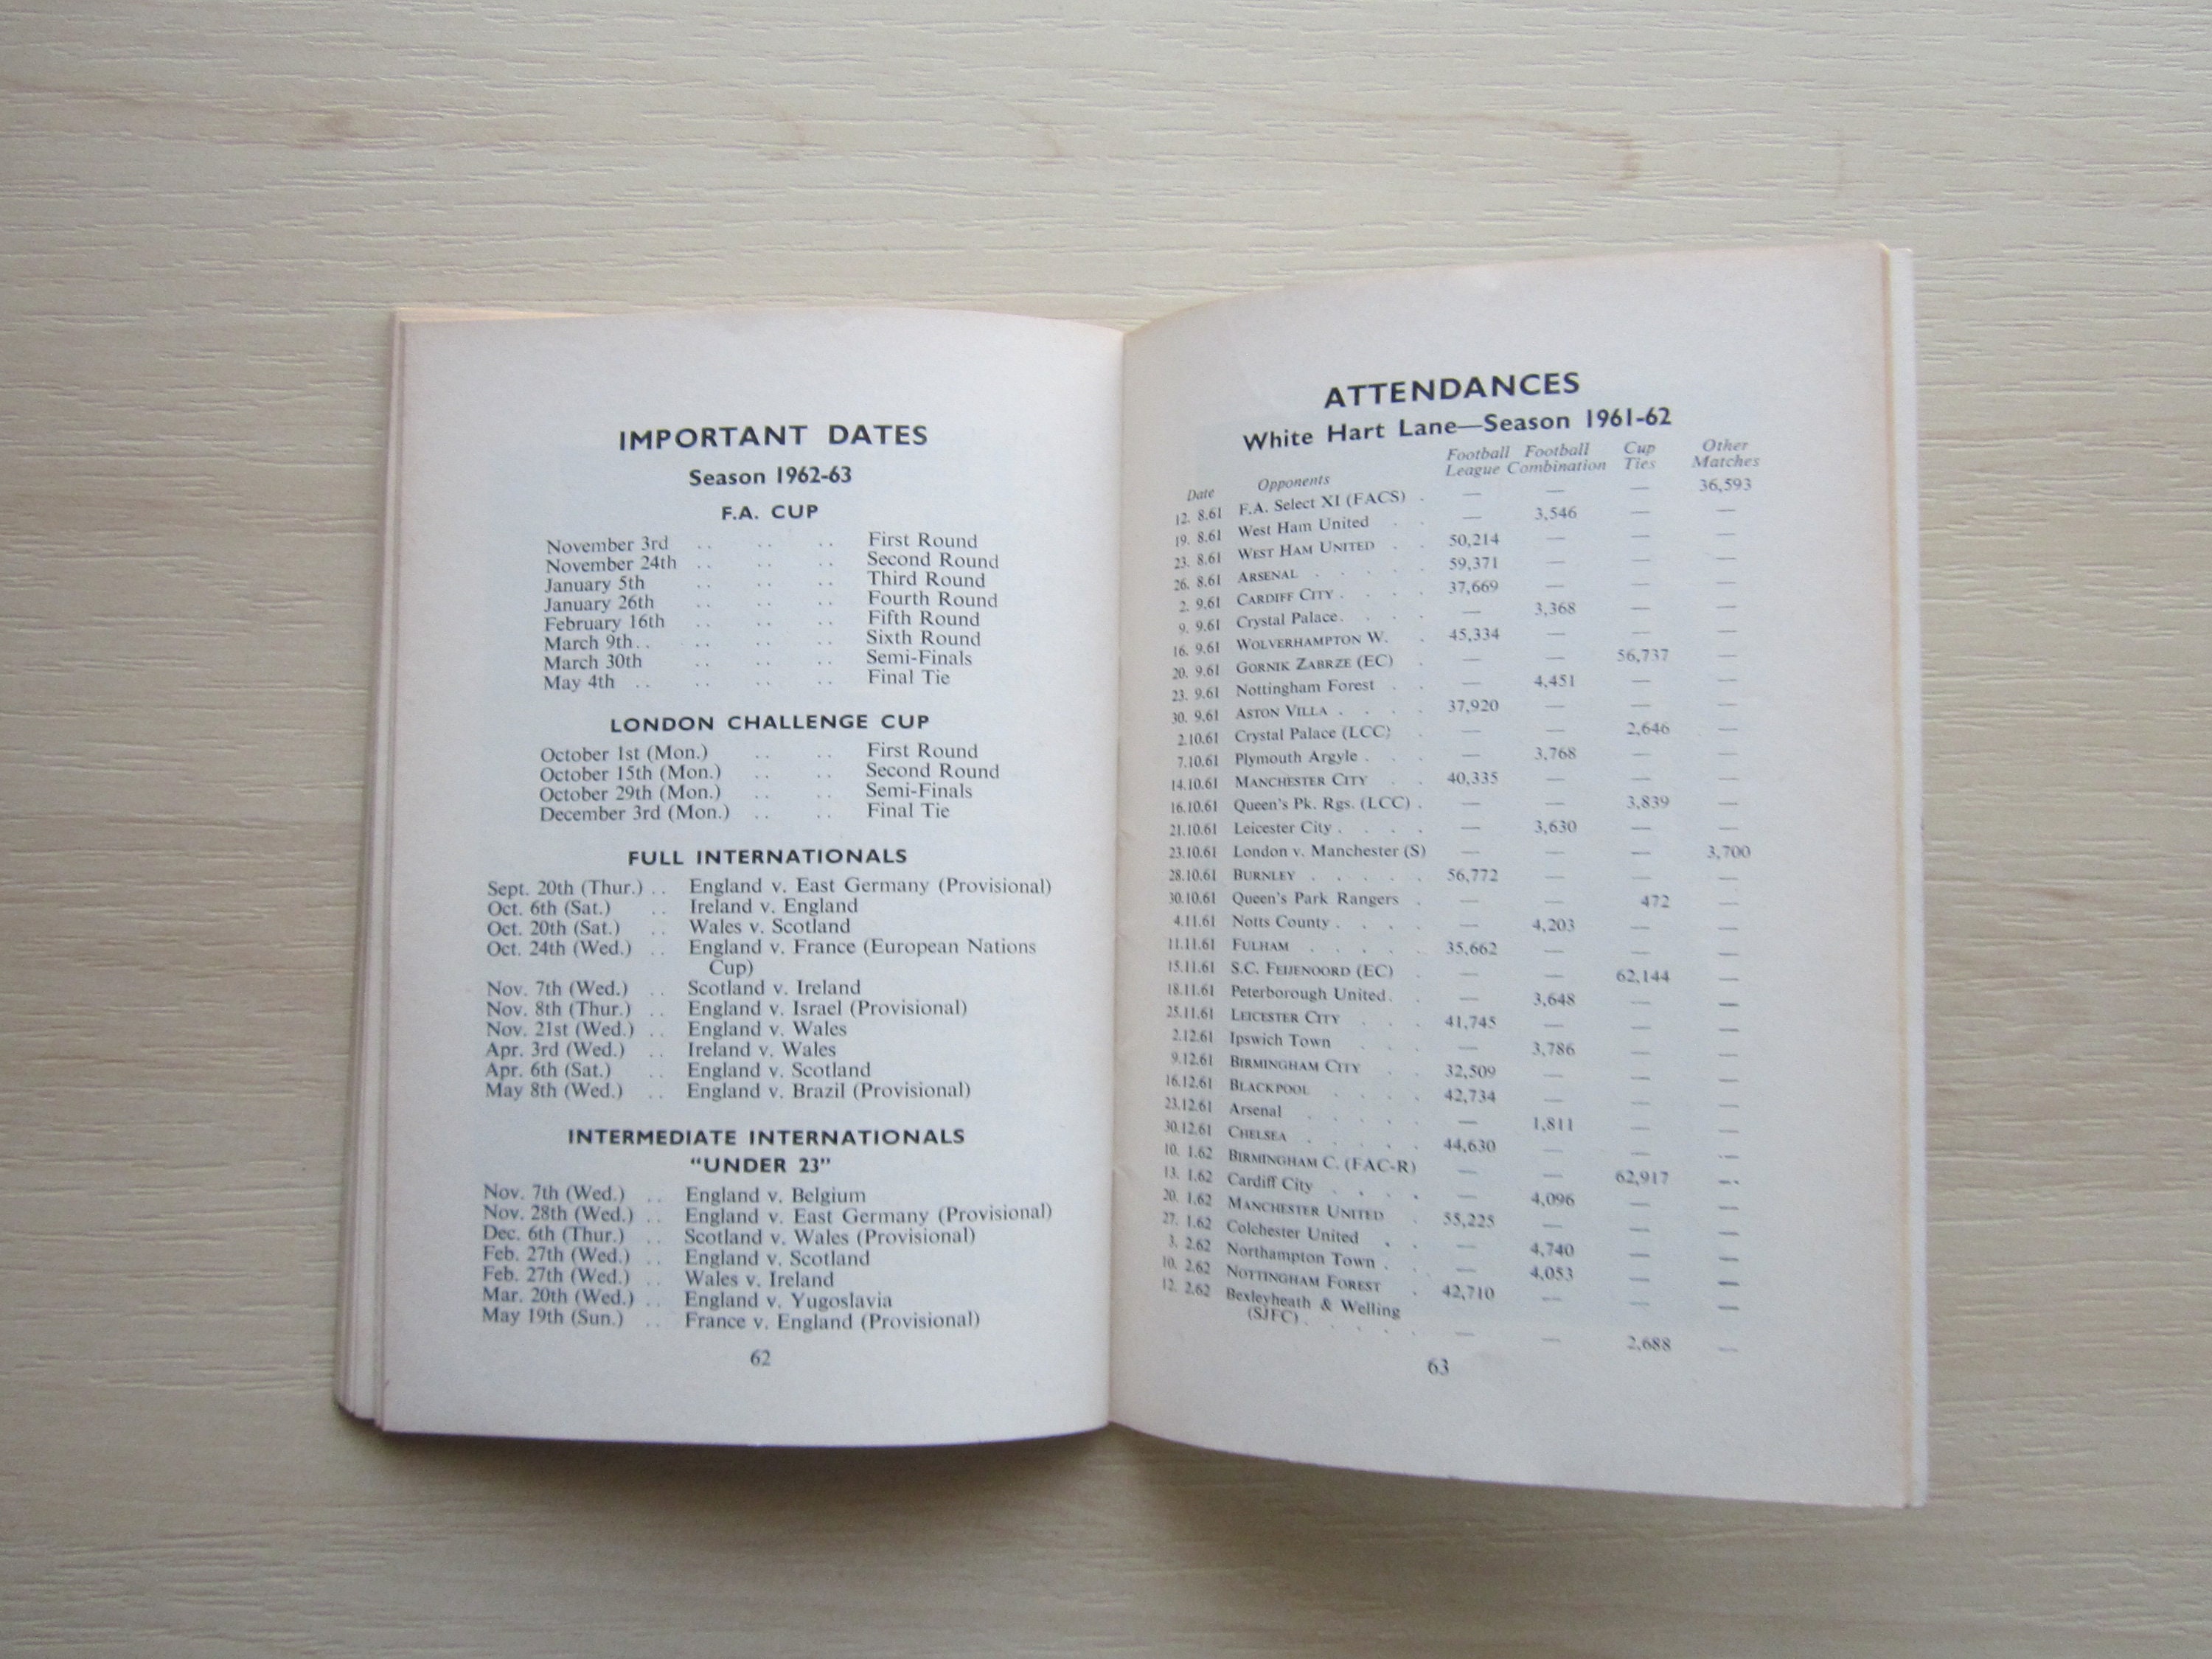 IMPORTANT DATES
Season 1962-63
F.A. CUP
November 3rd .. .. .. First Round
November 24th .. .. .. Second Round
January 5th .. .. .. Third Round
January 26th .. .. .. Fourth Round
February 16th .. .. .. Fifth Round
March 9th .. .. .. .. Sixth Round
March 30th .. .. .. Semi-Finals
May 4th .. .. .. .. Final Tie
LONDON CHALLENGE CUP
October 1st (Mon.) .. .. First Round
October 15th (Mon.) .. .. Second Round
October 29th (Mon.) .. .. Semi-Finals
December 3rd (Mon.) .. .. Final Tie
FULL INTERNATIONALS
Sept. 20th (Thur.) .. England v. East Germany (Provisional)
Oct. 6th (Sat.) .. Ireland v. England
Oct. 20th (Sat.) .. Wales v. Scotland
Oct. 24th (Wed.) .. England v. France (European Nations
Cup)
Nov. 7th (Wed.) .. Scotland v. Ireland
Nov. 8th (Thur.) .. England v. Israel (Provisional)
Nov. 21st (Wed.) .. England v. Wales
Apr. 3rd (Wed.) .. Ireland v. Wales
Apr. 6th (Sat.) .. England v. Scotland
May 8th (Wed.) .. England v. Brazil (Provisional)
INTERMEDIATE INTERNATIONALS
"UNDER 23"
Nov. 7th (Wed.) .. England v. Belgium
Nov. 28th (Wed.) .. England v. East Germany (Provisional)
Dec. 6th (Thur.) .. Scotland v. Wales (Provisional)
Feb. 27th (Wed.) .. England v. Scotland
Feb. 27th (Wed.) .. Wales v. Ireland
Mar. 20th (Wed.) .. England v. Yugoslavia
May 19th (Sun.) .. France v. England (Provisional)
62
ATTENDANCES
White Hart Lane—Season 1961-62
Football Football Cup Other
League Combination Ties Matches
Date Opponents
12. 8.61 F.A. Select XI (FACS) . — — — 36,593
19. 8.61 West Ham United . . — 3,546 — —
23. 8.61 WEST HAM UNITED . . 50,214 — — —
26. 8.61 ARSENAL . . . . . 59,371 — — —
2. 9.61 CARDIFF CITY . . . . 37,669 — — —
9. 9.61 Crystal Palace . . . . — 3,368 — —
16. 9.61 WOLVERHAMPTON W. . 45,334 — — —
20. 9.61 GORNIK ZABRZE (EC) . — — 56,737 —
23. 9.61 Nottingham Forest . . — 4,451 — —
30. 9.61 ASTON VILLA . . . . 37,920 — — —
2.10.61 Crystal Palace (LCC) . — — 2,646 —
7.10.61 Plymouth Argyle . . . — 3,768 — —
14.10.61 MANCHESTER CITY . . 40,335 — — —
16.10.61 Queen's Pk. Rgs. (LCC) . — — 3,839 —
21.10.61 Leicester City . . . . — 3,630 — —
23.10.61 London v. Manchester (S) — — — 3,700
28.10.61 BURNLEY . . . . . 56,772 — — —
30.10.61 Queen's Park Rangers . — — 472 —
4.11.61 Notts County . . . . — 4,203 — —
11.11.61 FULHAM . . . . . 35,662 — — —
15.11.61 S.C. FEIJENOORD (EC) . — — 62,144 —
18.11.61 Peterborough United . . — 3,648 — —
25.11.61 LEICESTER CITY . . . 41,745 — — —
2.12.61 Ipswich Town . . . — 3,786 — —
9.12.61 BIRMINGHAM CITY . . 32,509 — — —
16.12.61 BLACKPOOL . . . . 42,734 — — —
23.12.61 Arsenal . . . . . — 1,811 — —
30.12.61 CHELSEA . . . . . 44,630 — — —
10. 1.62 BIRMINGHAM C. (FAC-R) — — 62,917 —
13. 1.62 Cardiff City . . . . — 4,096 — —
20. 1.62 MANCHESTER UNITED . 55,225 — — —
27. 1.62 Colchester United . . — 4,740 — —
3. 2.62 Northampton Town . . — 4,053 — —
10. 2.62 NOTTINGHAM FOREST . 42,710 — — —
12. 2.62 Bexleyheath & Welling
(SJFC) . . . . . — — 2,688 —
63